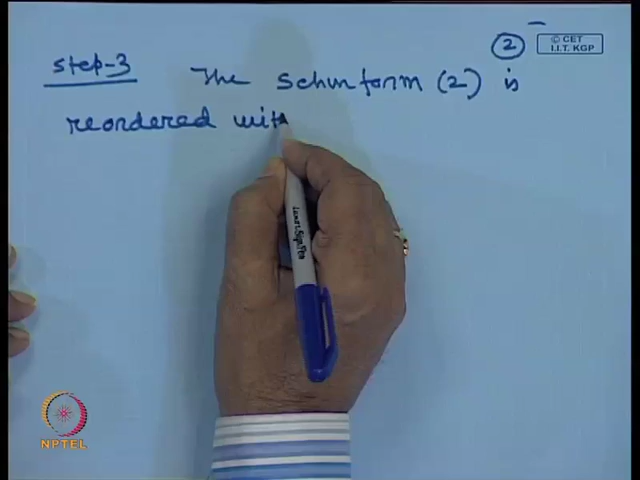 ②
© CET
I.I.T. KGP
step-3 The Schur form (2) is
reordered wit
NPTEL